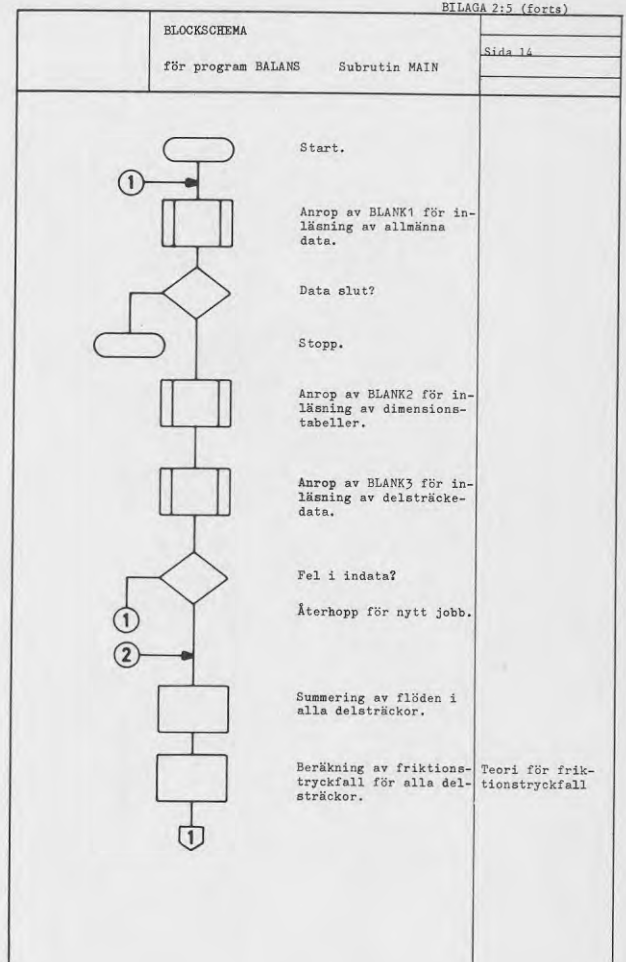 BILAGA 2:5 (forts)
BLOCKSCHEMA
Sida 14
för program BALANS Subrutin MAIN
Start.
1
Anrop av BLANK1 för in-
läsning av allmänna
data.
Data slut?
Stopp.
Anrop av BLANK2 för in-
läsning av dimensions-
tabeller.
Anrop av BLANK3 för in-
läsning av delsträcke-
data.
Fel i indata?
1
Återhopp för nytt jobb.
2
Summering av flöden i
alla delsträckor.
Beräkning av friktions-
tryckfall för alla del-
sträckor.
Teori för frik-
tionstryckfall
1